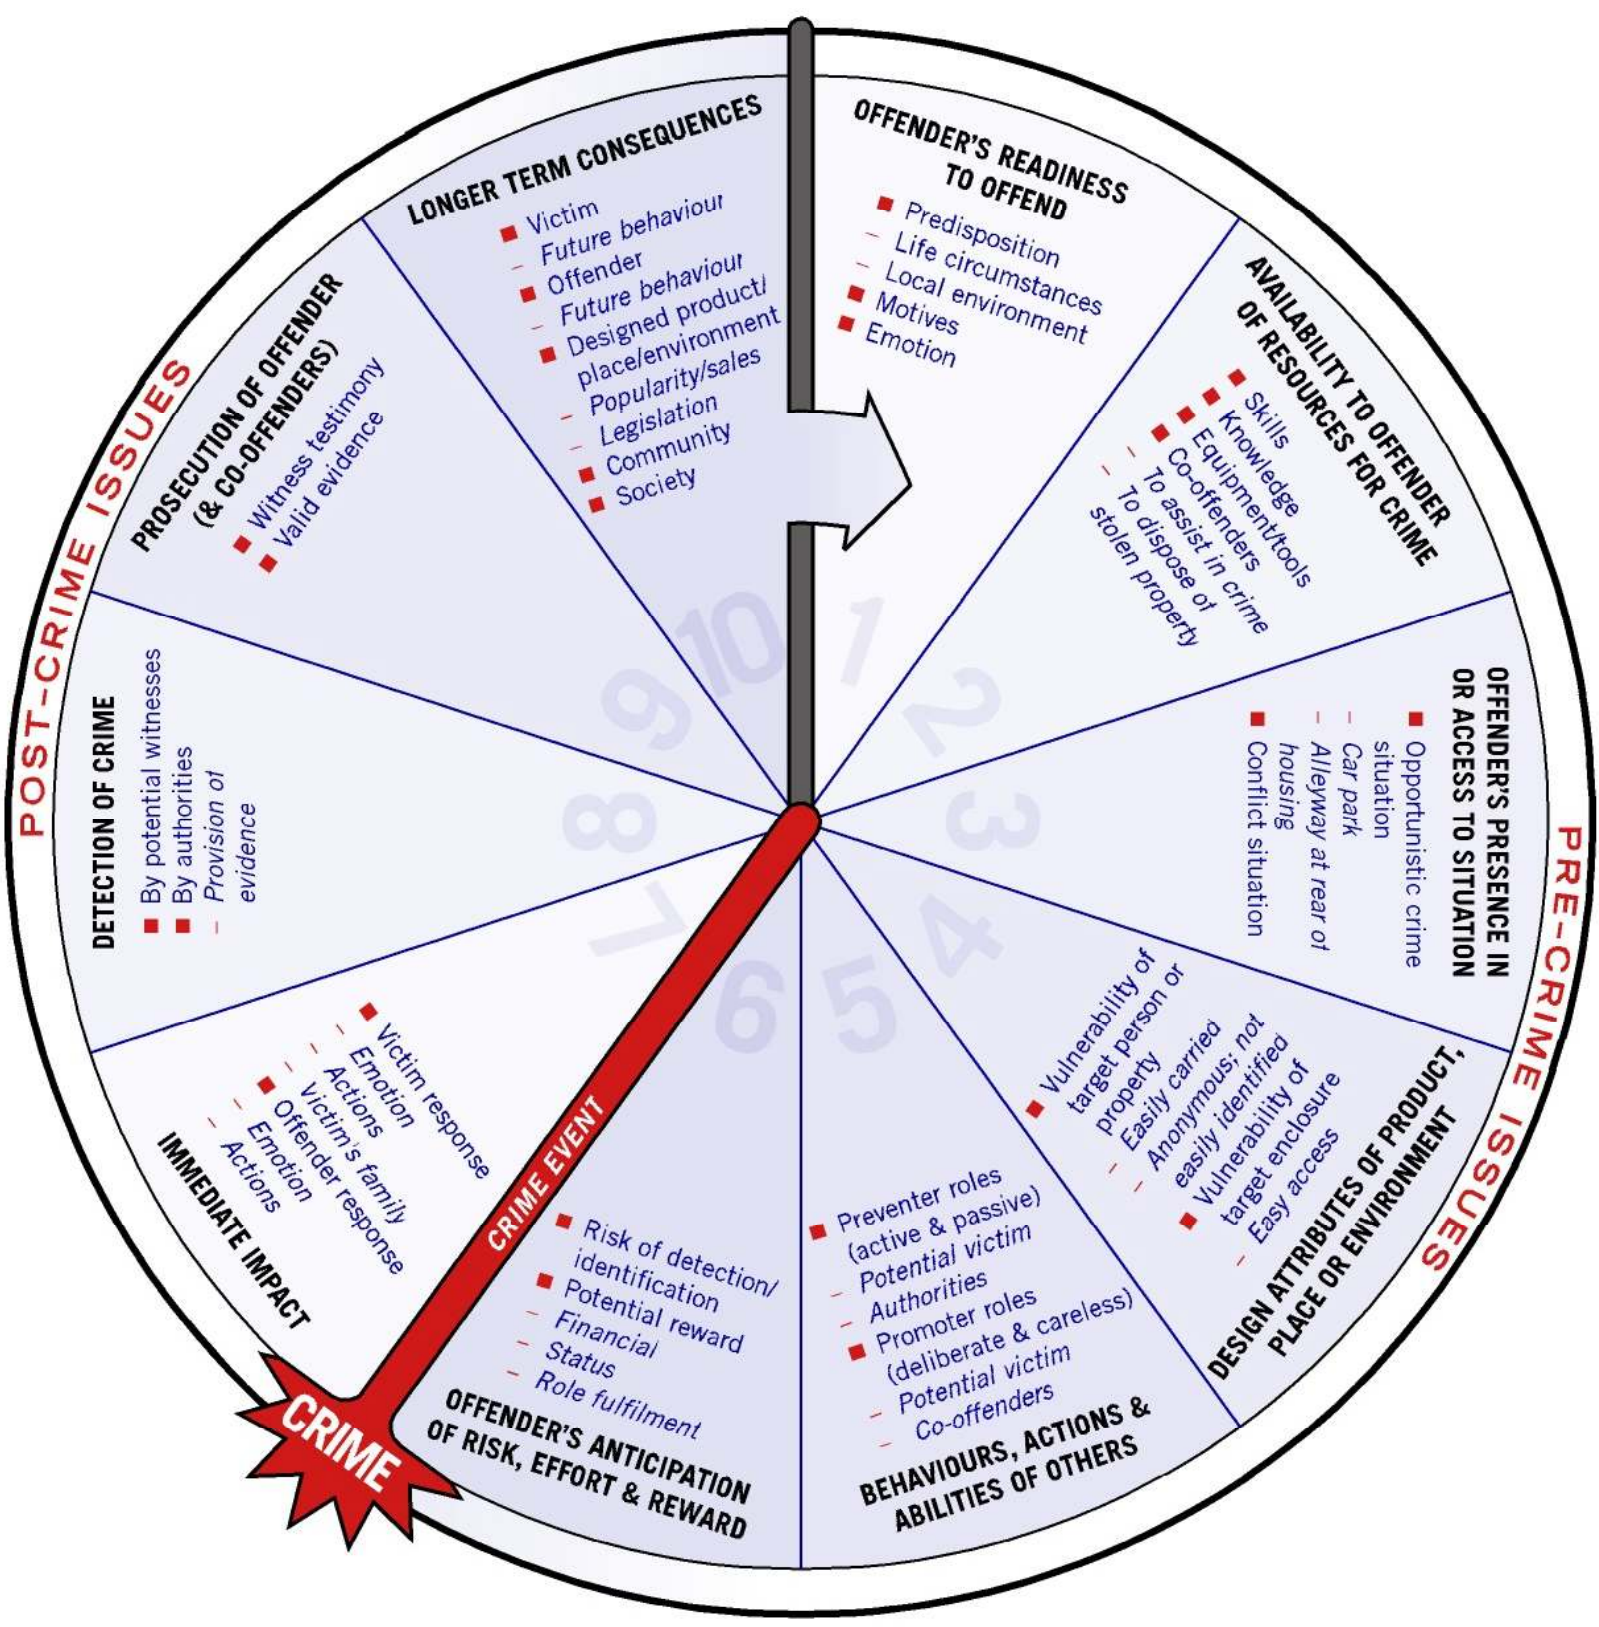 OFFENDER'S READINESS
TO OFFEND
■ Predisposition
– Life circumstances
– Local environment
■ Motives
■ Emotion
1
AVAILABILITY TO OFFENDER
OF RESOURCES FOR CRIME
■ Skills
■ Knowledge
■ Equipment/tools
■ Co-offenders
– To assist in crime
– To dispose of
stolen property
2
OFFENDER'S PRESENCE IN
OR ACCESS TO SITUATION
■ Opportunistic crime
situation
– Car park
– Alleyway at rear of
housing
■ Conflict situation
3
■ Vulnerability of
target person or
property
– Easily carried
– Anonymous; not
easily identified
■ Vulnerability of
target enclosure
– Easy access
DESIGN ATTRIBUTES OF PRODUCT,
PLACE OR ENVIRONMENT
4
■ Preventer roles
(active & passive)
– Potential victim
– Authorities
■ Promoter roles
(deliberate & careless)
– Potential victim
– Co-offenders
BEHAVIOURS, ACTIONS &
ABILITIES OF OTHERS
5
■ Risk of detection/
identification
■ Potential reward
– Financial
– Status
– Role fulfilment
OFFENDER'S ANTICIPATION
OF RISK, EFFORT & REWARD
6
CRIME EVENT
CRIME
■ Victim response
– Emotion
– Actions
– Victim's family
■ Offender response
– Emotion
– Actions
IMMEDIATE IMPACT
7
DETECTION OF CRIME
■ By potential witnesses
■ By authorities
– Provision of
evidence
8
PROSECUTION OF OFFENDER
(& CO-OFFENDERS)
■ Witness testimony
■ Valid evidence
9
LONGER TERM CONSEQUENCES
■ Victim
– Future behaviour
■ Offender
– Future behaviour
■ Designed product/
place/environment
– Popularity/sales
– Legislation
■ Community
■ Society
10
PRE-CRIME ISSUES
POST-CRIME ISSUES